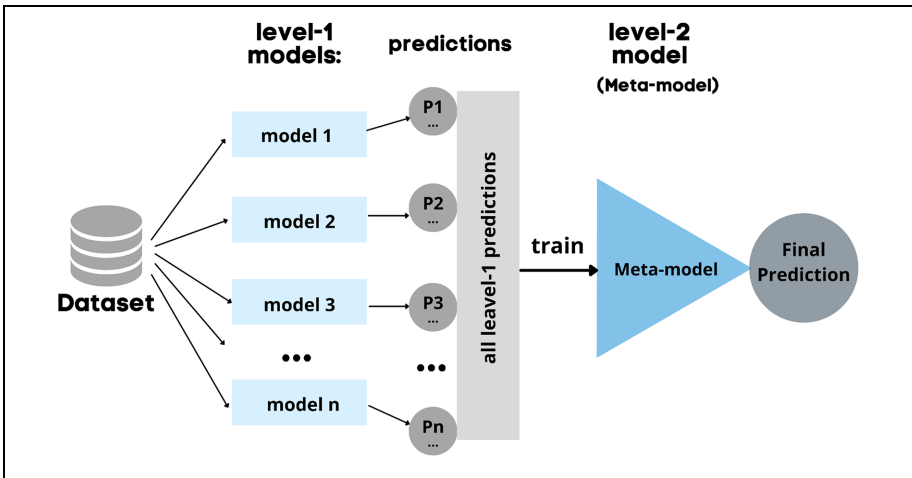 level-1
models:
predictions
level-2
model
(Meta-model)
P1
...
model 1
P2
...
model 2
all leavel-1 predictions
train
Meta-model
Final
Prediction
Dataset
model 3
P3
...
...
...
model n
Pn
...